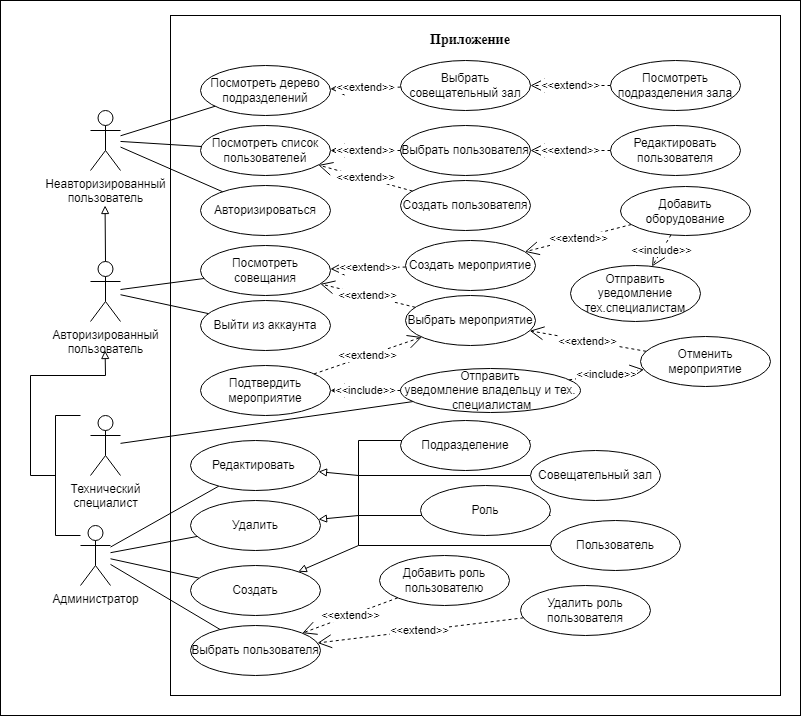 Приложение
Посмотреть дерево
подразделений
<<extend>>
Выбрать
совещательный зал
<<extend>>
Посмотреть
подразделения зала
Неавторизированный
пользователь
Посмотреть список
пользователей
<<extend>>
Выбрать пользователя
<<extend>>
Редактировать
пользователя
<<extend>>
Создать пользователя
Авторизироваться
Добавить
оборудование
<<extend>>
<<include>>
Отправить
уведомление
тех.специалистам
Авторизированный
пользователь
Посмотреть
совещания
<<extend>>
Создать мероприятие
<<extend>>
Выбрать мероприятие
Выйти из аккаунта
<<extend>>
<<extend>>
Отменить
мероприятие
Подтвердить
мероприятие
<<include>>
Отправить
уведомление владельцу и тех.
специалистам
<<include>>
Технический
специалист
Администратор
Редактировать
Подразделение
Совещательный зал
Удалить
Роль
Пользователь
Создать
Добавить роль
пользователю
<<extend>>
Удалить роль
пользователя
<<extend>>
Выбрать пользователя